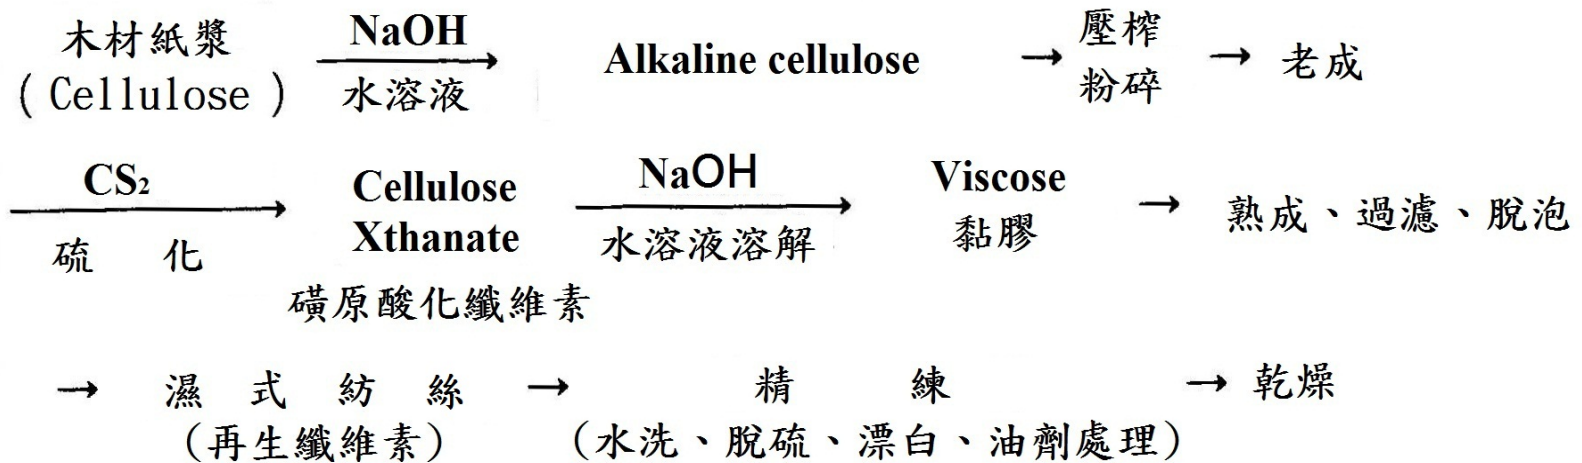 木材紙漿 NaOH 壓榨
(Cellulose) 水溶液 Alkaline cellulose → 粉碎 → 老成
CS₂ Cellulose NaOH Viscose
硫 化 Xthanate 水溶液溶解 黏膠 → 熟成、過濾、脫泡
磺原酸化纖維素
→ 濕式紡絲 → 精 練 → 乾燥
(再生纖維素) (水洗、脫硫、漂白、油劑處理)